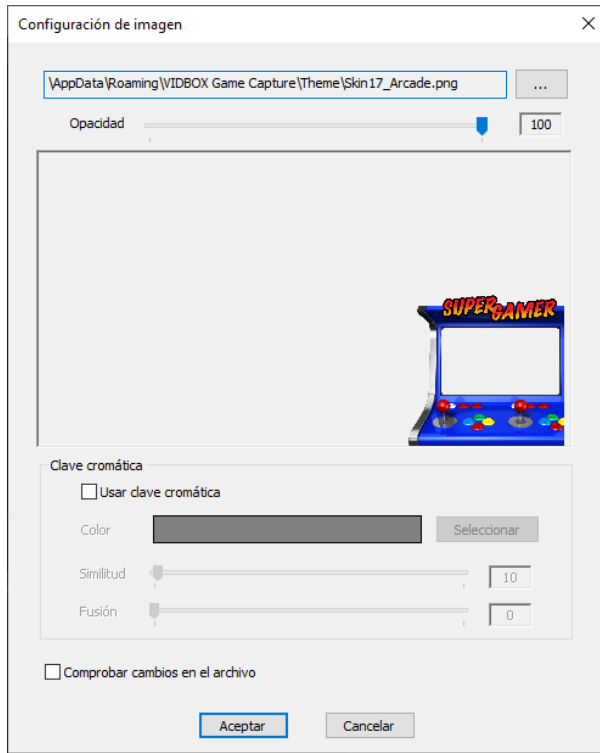 Configuración de imagen
\AppData\Roaming\VIDBOX Game Capture\Theme\Skin17_Arcade.png
...
Opacidad
100
SUPER GAMER
Clave cromática
Usar clave cromática
Color
Seleccionar
Similitud
10
Fusión
0
Comprobar cambios en el archivo
Aceptar
Cancelar